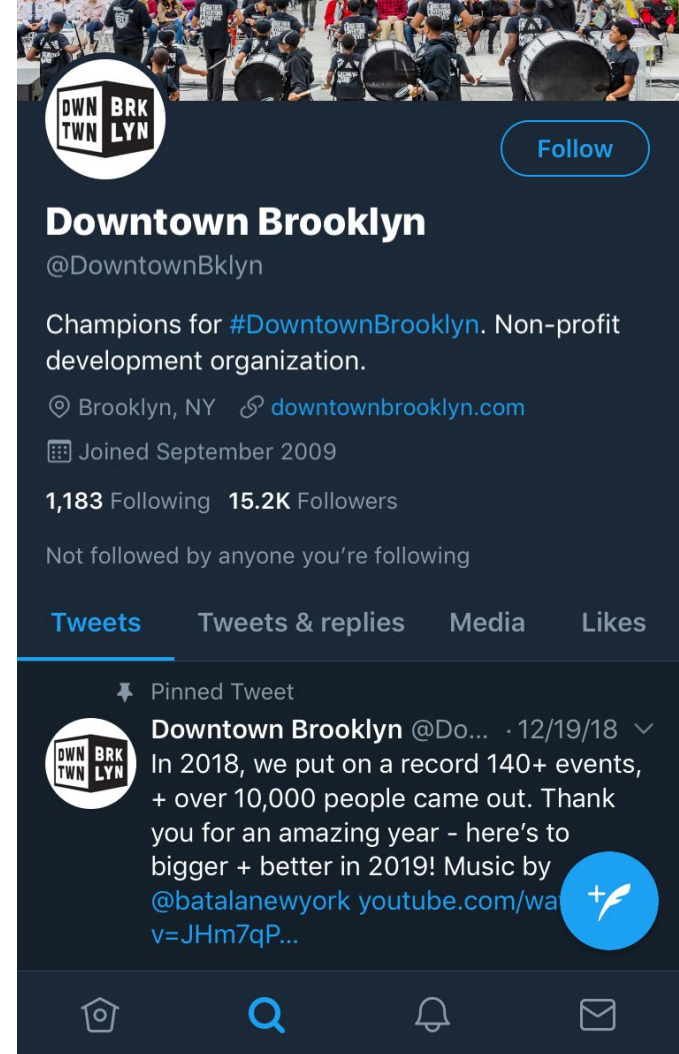 DWN BRK
TWN LYN
Follow
Downtown Brooklyn
@DowntownBklyn
Champions for #DowntownBrooklyn. Non-profit
development organization.
Brooklyn, NY downtownbrooklyn.com
Joined September 2009
1,183 Following 15.2K Followers
Not followed by anyone you're following
Tweets Tweets & replies Media Likes
Pinned Tweet
DWN BRK
TWN LYN
Downtown Brooklyn @Do... · 12/19/18
In 2018, we put on a record 140+ events,
+ over 10,000 people came out. Thank
you for an amazing year - here's to
bigger + better in 2019! Music by
@batalanewyork youtube.com/wa
v=JHm7qP...